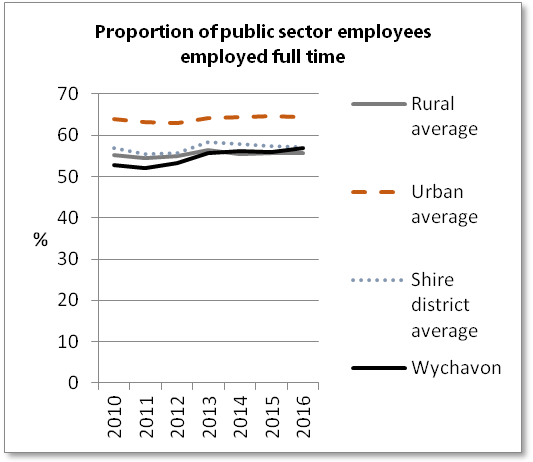 Proportion of public sector employees
employed full time
70
60
50
40
30
20
10
0
%
2010
2011
2012
2013
2014
2015
2016
Rural
average
Urban
average
Shire
district
average
Wychavon